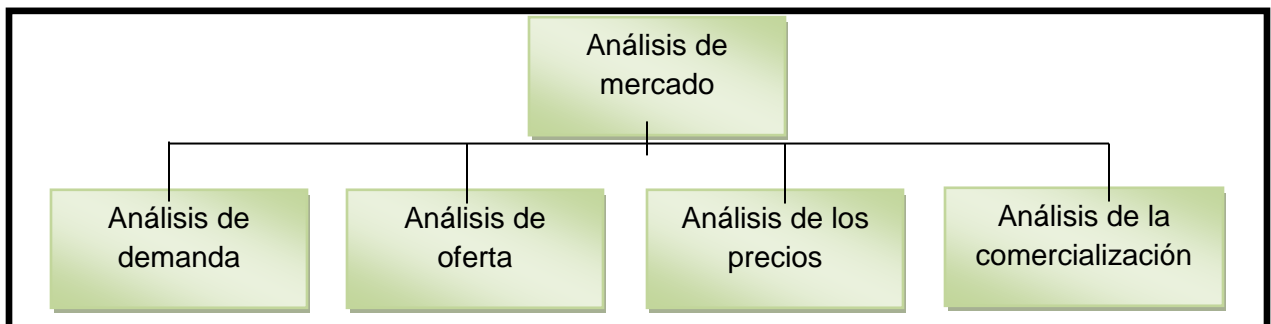 Análisis de
mercado
Análisis de
demanda
Análisis de
oferta
Análisis de los
precios
Análisis de la
comercialización